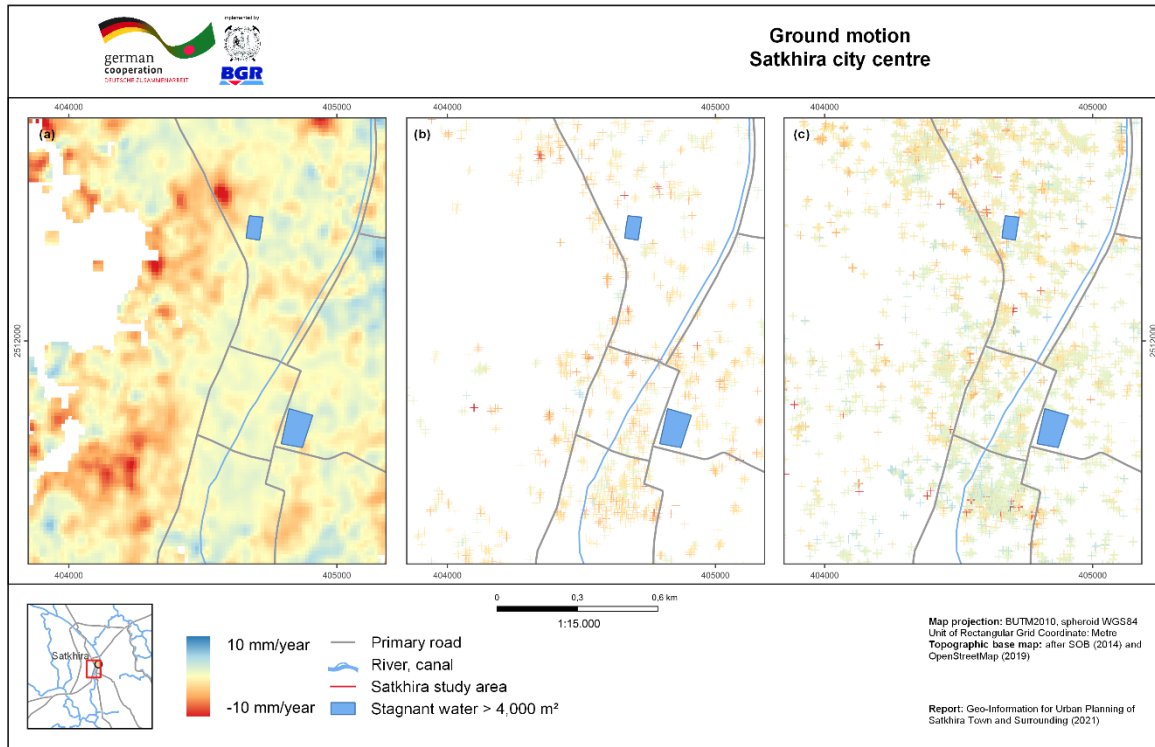 german
cooperation
DEUTSCHE ZUSAMMENARBEIT
implemented by
BGR
Ground motion
Satkhira city centre
404000
405000
404000
405000
404000
405000
(a)
(b)
(c)
2512000
2512000
404000
405000
404000
405000
404000
405000
0
0,3
0,6 km
1:15.000
Satkhira
10 mm/year
-10 mm/year
Primary road
River, canal
Satkhira study area
Stagnant water > 4,000 m²
Map projection: BUTM2010, spheroid WGS84
Unit of Rectangular Grid Coordinate: Metre
Topographic base map: after SOB (2014) and
OpenStreetMap (2019)
Report: Geo-Information for Urban Planning of
Satkhira Town and Surrounding (2021)